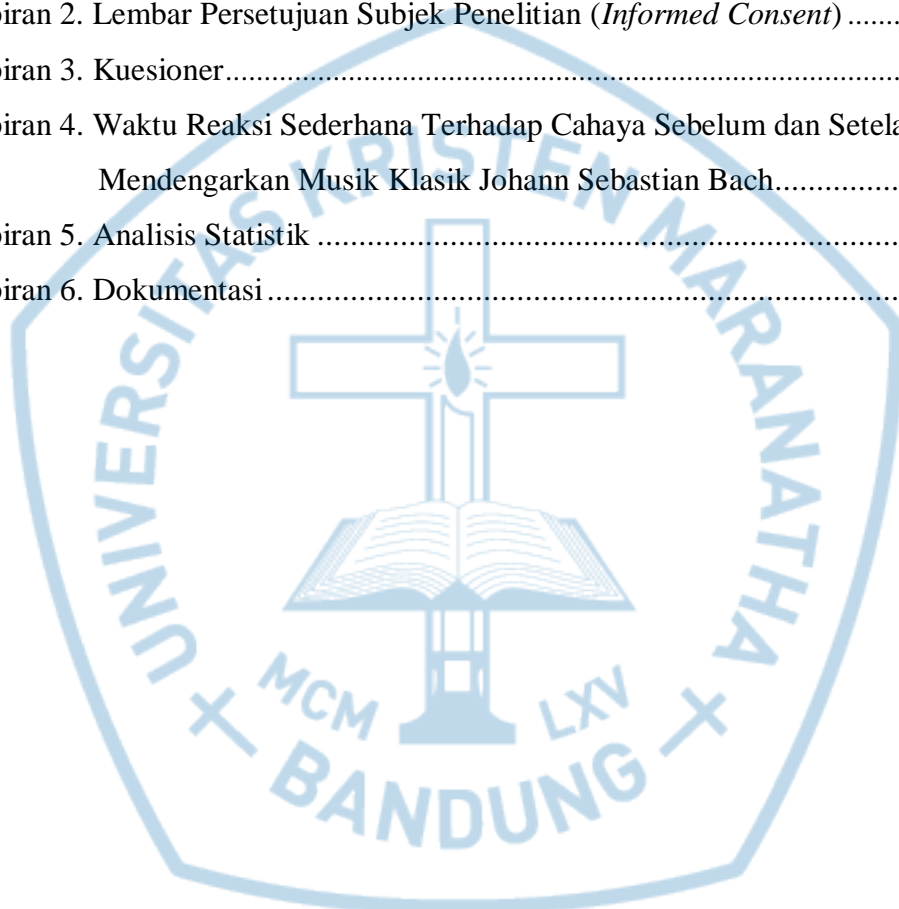 piran 2. Lembar Persetujuan Subjek Penelitian (Informed Consent) .......
piran 3. Kuesioner....................................................................................
piran 4. Waktu Reaksi Sederhana Terhadap Cahaya Sebelum dan Setela
Mendengarkan Musik Klasik Johann Sebastian Bach...............
piran 5. Analisis Statistik ..........................................................................
piran 6. Dokumentasi................................................................................
UNIVERSITAS KRISTEN MARANATHA
MCM LXV
+ BANDUNG +